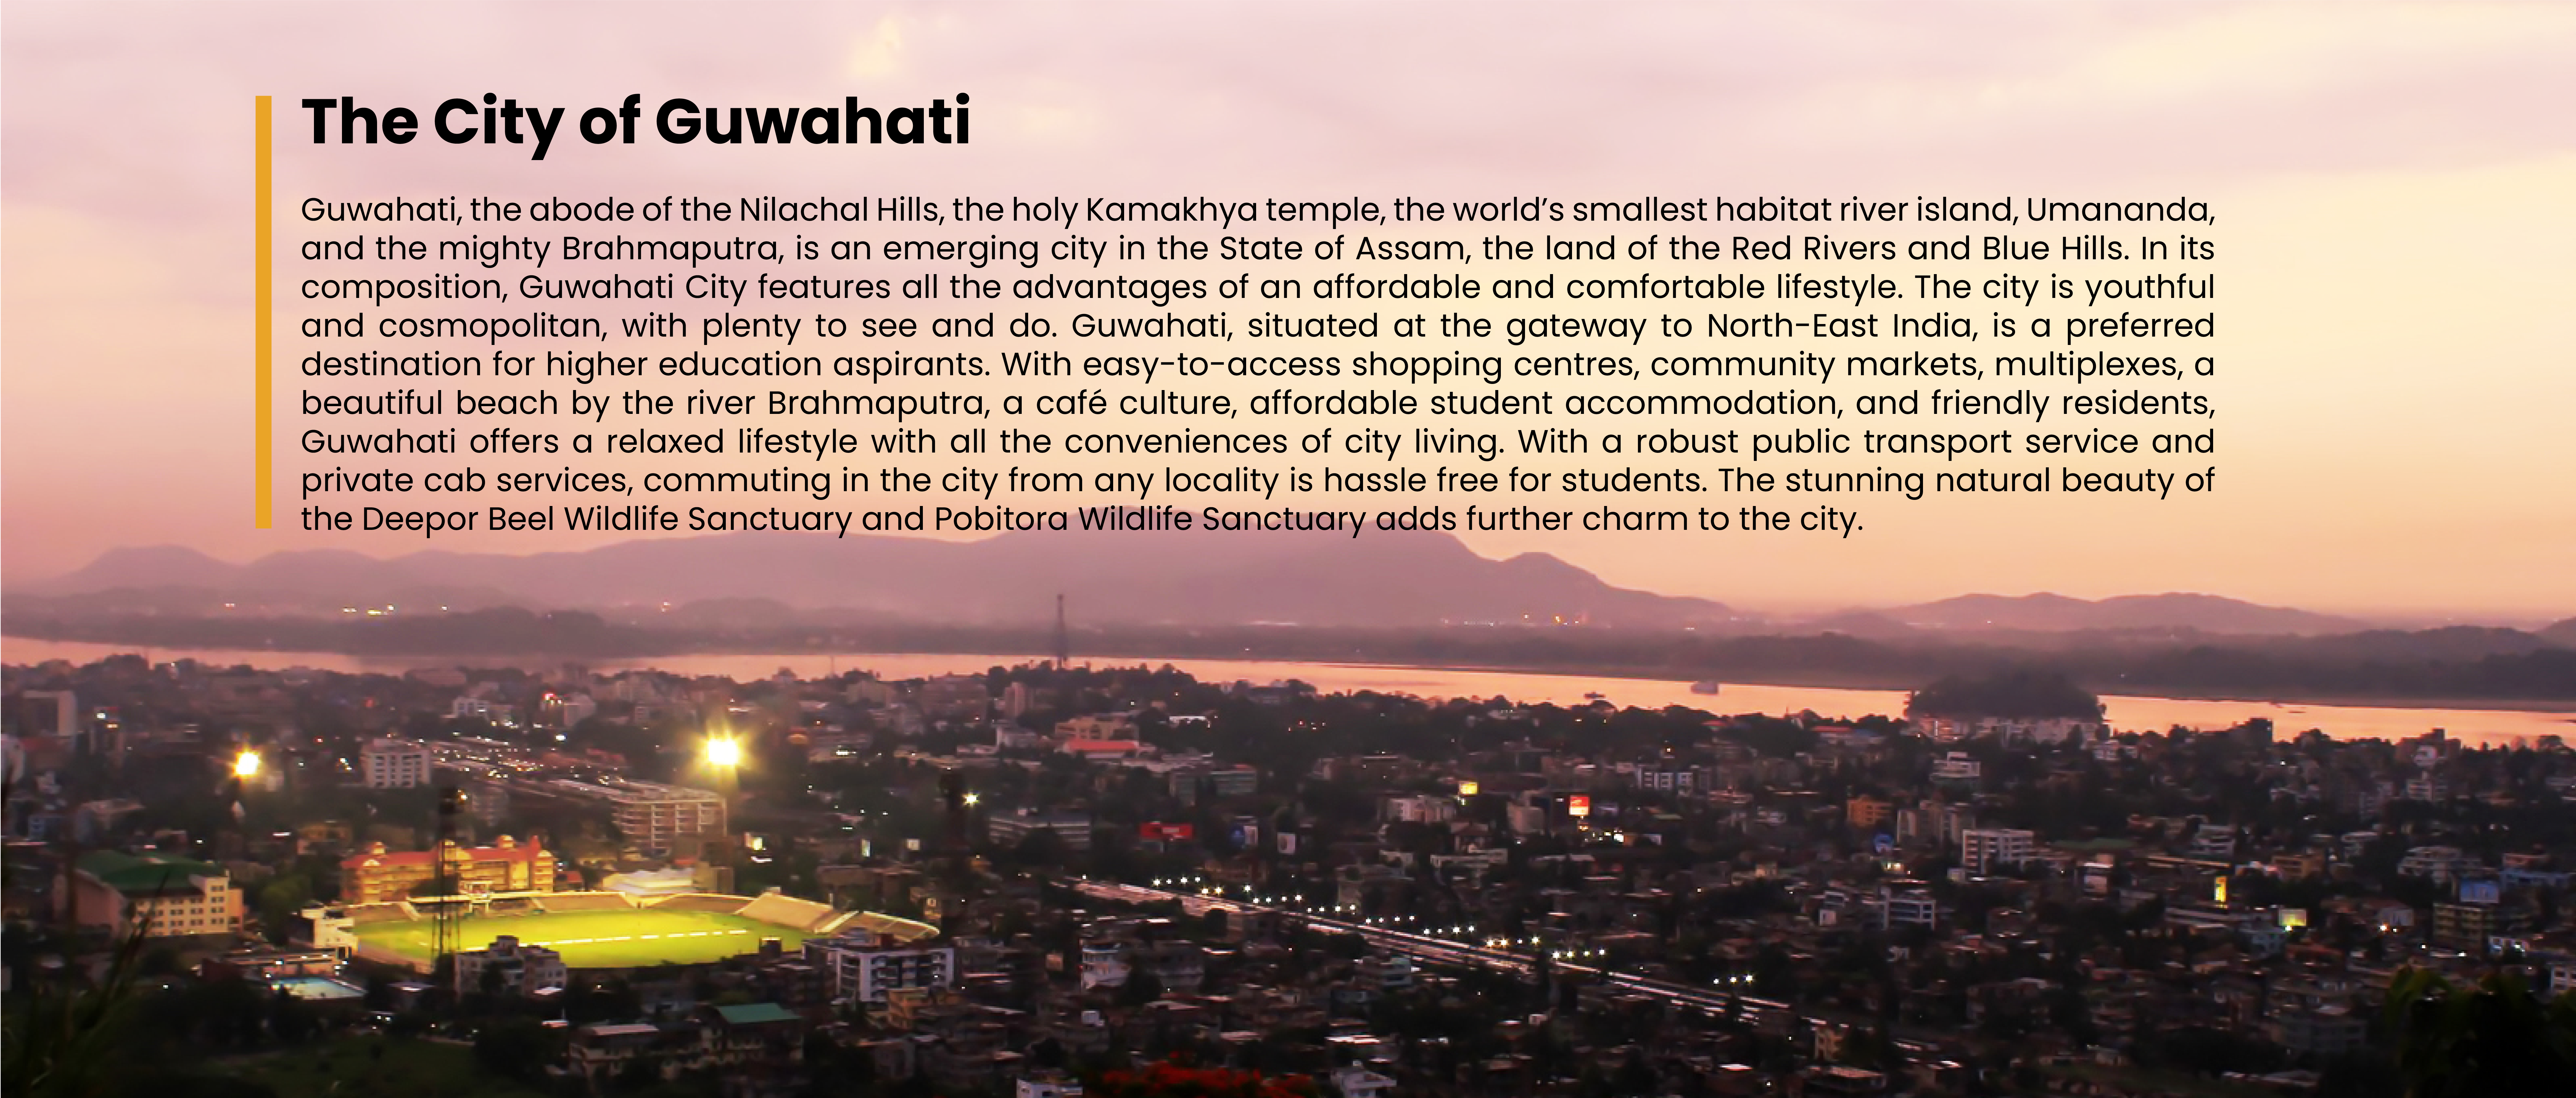 The City of Guwahati
Guwahati, the abode of the Nilachal Hills, the holy Kamakhya temple, the world’s smallest habitat river island, Umananda,
and the mighty Brahmaputra, is an emerging city in the State of Assam, the land of the Red Rivers and Blue Hills. In its
composition, Guwahati City features all the advantages of an affordable and comfortable lifestyle. The city is youthful
and cosmopolitan, with plenty to see and do. Guwahati, situated at the gateway to North-East India, is a preferred
destination for higher education aspirants. With easy-to-access shopping centres, community markets, multiplexes, a
beautiful beach by the river Brahmaputra, a café culture, affordable student accommodation, and friendly residents,
Guwahati offers a relaxed lifestyle with all the conveniences of city living. With a robust public transport service and
private cab services, commuting in the city from any locality is hassle free for students. The stunning natural beauty of
the Deepor Beel Wildlife Sanctuary and Pobitora Wildlife Sanctuary adds further charm to the city.